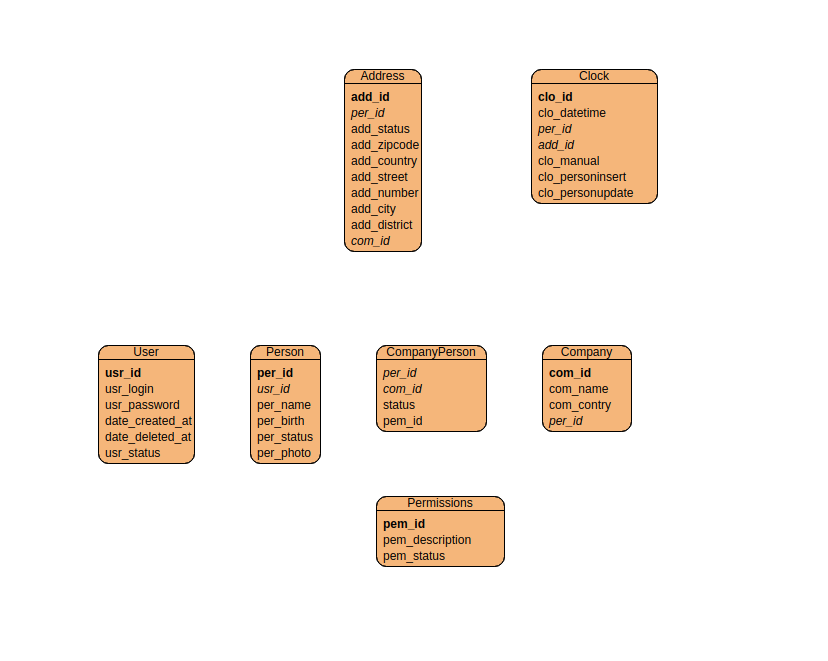 Address
add_id
per_id
add_status
add_zipcode
add_country
add_street
add_number
add_city
add_district
com_id
Clock
clo_id
clo_datetime
per_id
add_id
clo_manual
clo_personinsert
clo_personupdate
User
usr_id
usr_login
usr_password
date_created_at
date_deleted_at
usr_status
Person
per_id
usr_id
per_name
per_birth
per_status
per_photo
CompanyPerson
per_id
com_id
status
pem_id
Company
com_id
com_name
com_contry
per_id
Permissions
pem_id
pem_description
pem_status